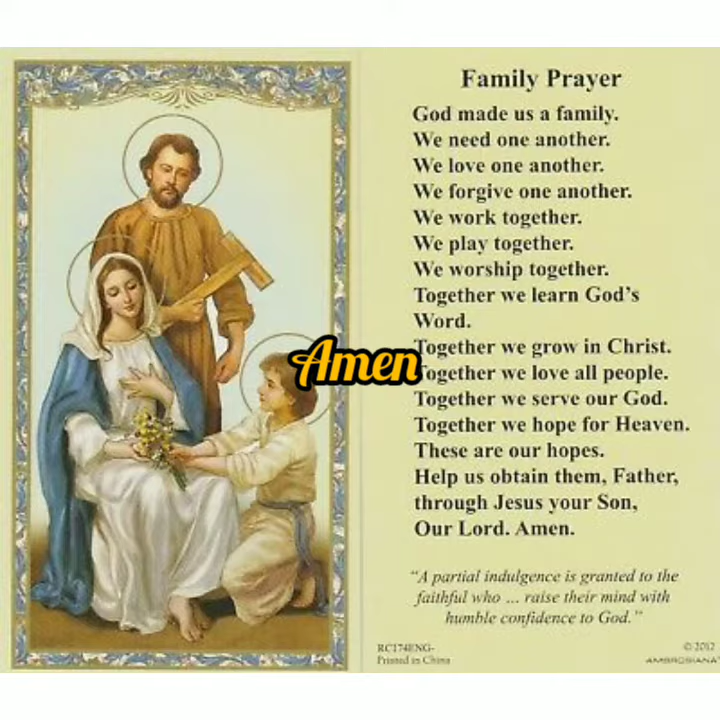 Family Prayer
God made us a family.
We need one another.
We love one another.
We forgive one another.
We work together.
We play together.
We worship together.
Together we learn God's
Word.
Together we grow in Christ.
Together we love all people.
Together we serve our God.
Together we hope for Heaven.
These are our hopes.
Help us obtain them, Father,
through Jesus your Son,
Our Lord. Amen.
"A partial indulgence is granted to the
faithful who ... raise their mind with
humble confidence to God."
RC174ENG-
Printed in China
© 2012
AMBROSIANA
Amen